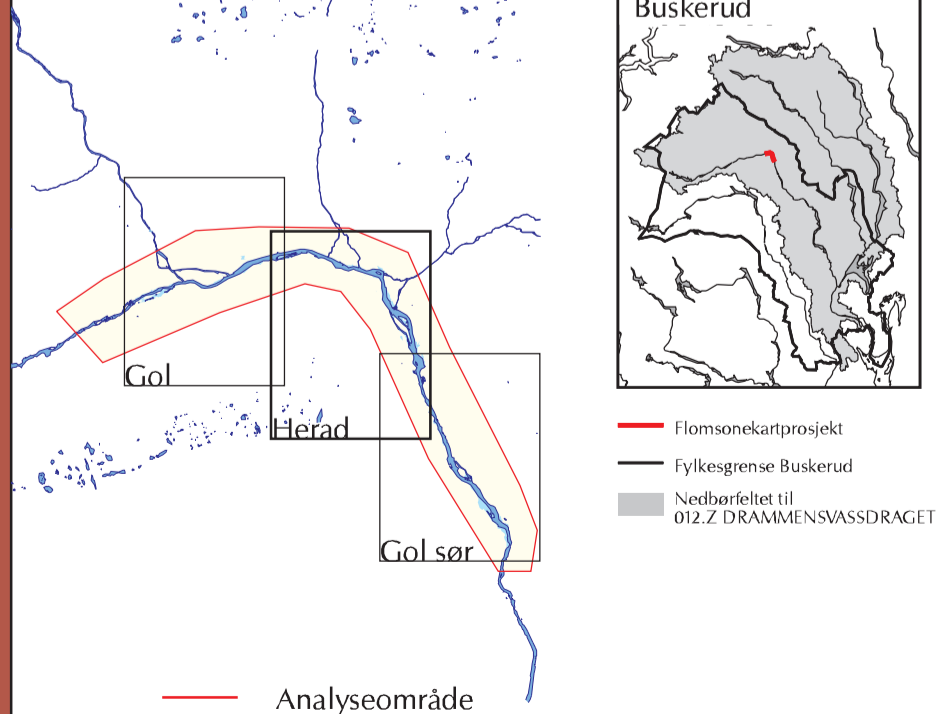 Buskerud
Gol
Herad
Gol sør
Analyseområde
Flomsonekartprosjekt
Fylkesgrense Buskerud
Nedbørfeltet til
012.Z DRAMMENSVASSDRAGET